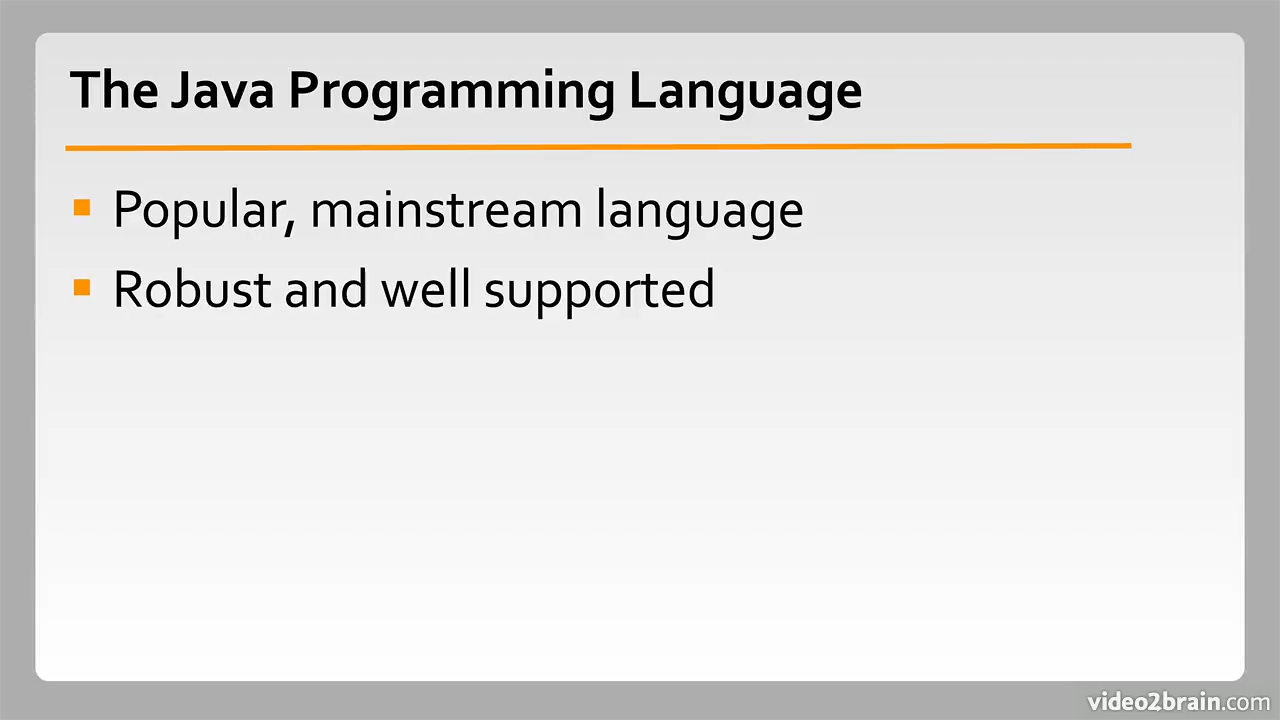 The Java Programming Language
Popular, mainstream language
Robust and well supported
video2brain.com